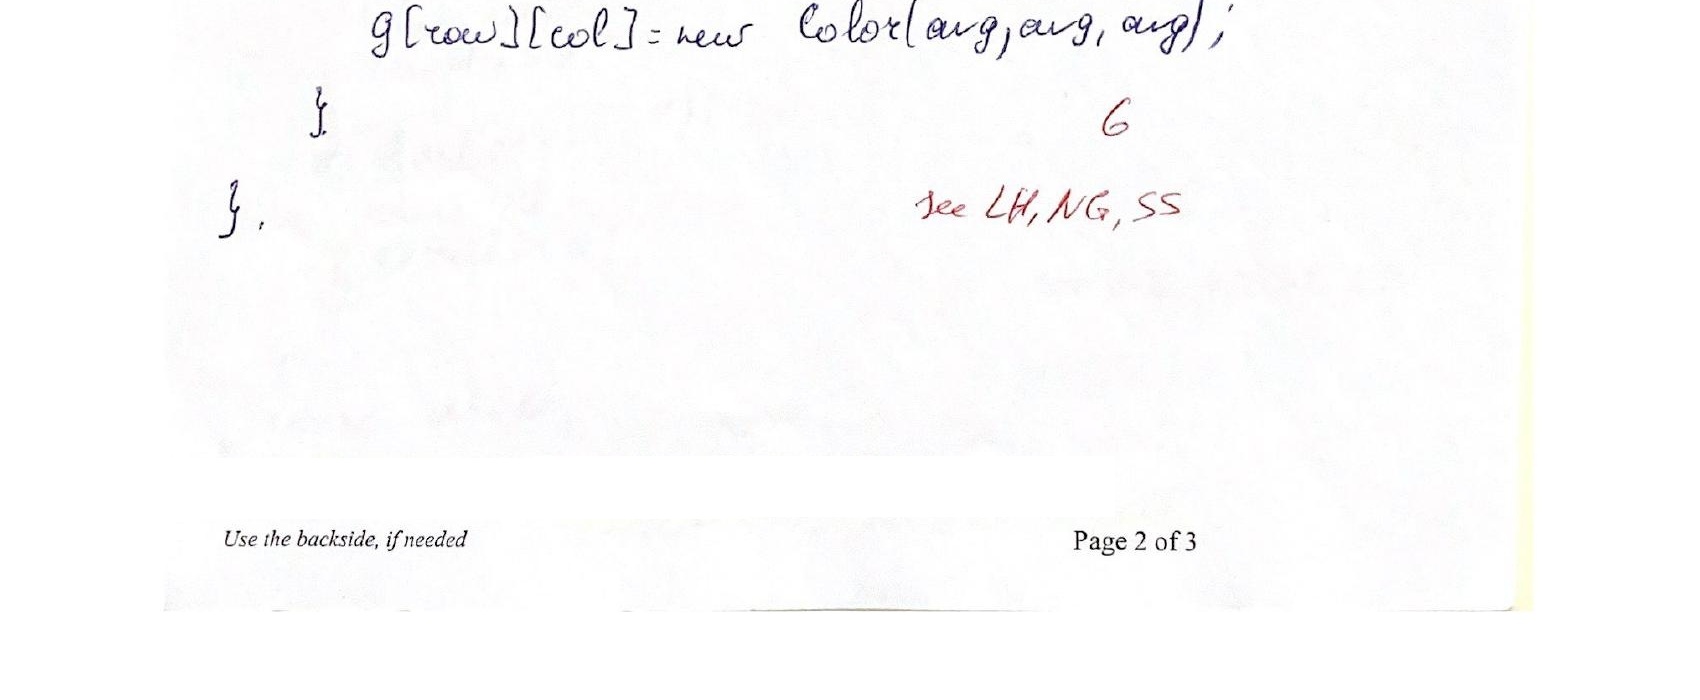 g[row][col]=new Color(avg,avg,avg);
}
6
}.
see LH, NG, SS
Use the backside, if needed
Page 2 of 3